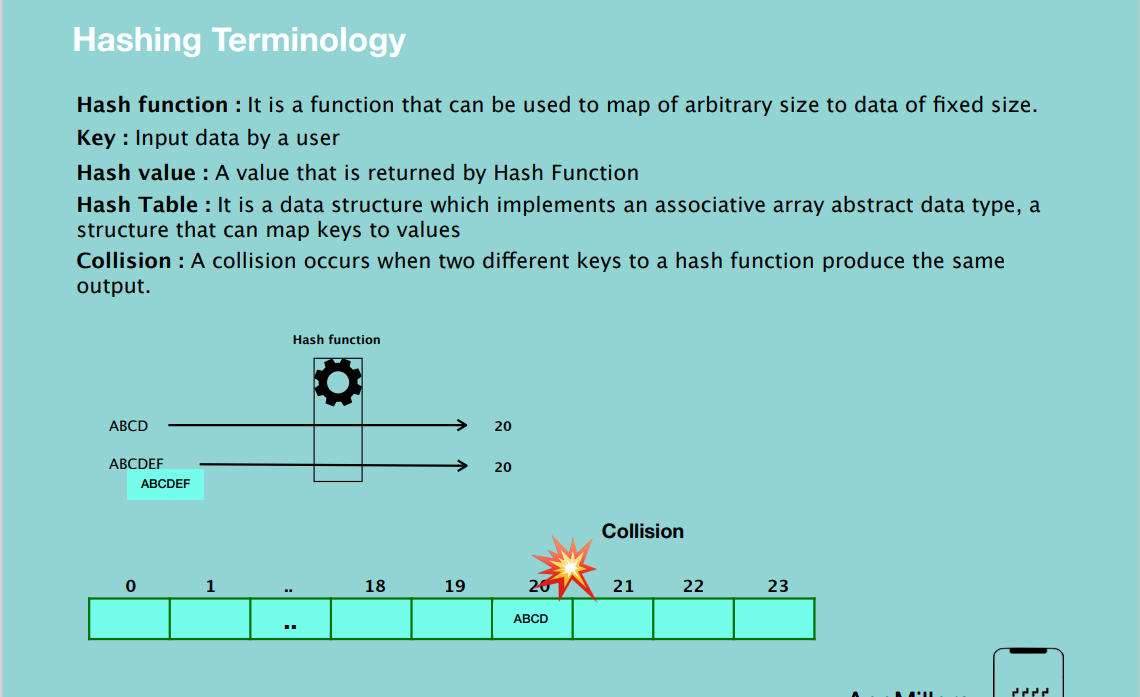 Hashing Terminology
Hash function : It is a function that can be used to map of arbitrary size to data of fixed size.
Key : Input data by a user
Hash value : A value that is returned by Hash Function
Hash Table : It is a data structure which implements an associative array abstract data type, a
structure that can map keys to values
Collision : A collision occurs when two different keys to a hash function produce the same
output.
Hash function
ABCD 20
ABCDEF 20
ABCDEF
Collision
0 1 .. 18 19 20 21 22 23
.. ABCD